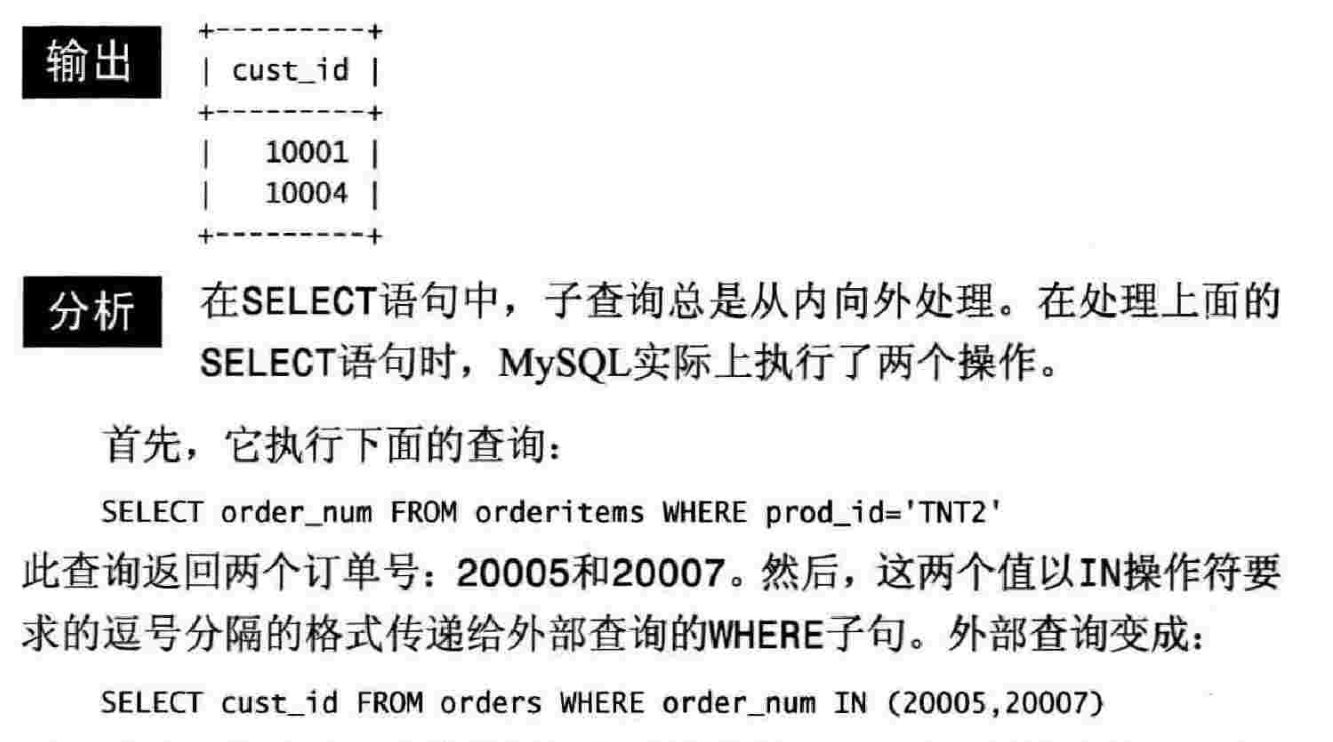 输出
+---------+
| cust_id |
+---------+
|   10001 |
|   10004 |
+---------+
分析
在SELECT语句中，子查询总是从内向外处理。在处理上面的
SELECT语句时，MySQL实际上执行了两个操作。
首先，它执行下面的查询：
SELECT order_num FROM orderitems WHERE prod_id='TNT2'
此查询返回两个订单号：20005和20007。然后，这两个值以IN操作符要
求的逗号分隔的格式传递给外部查询的WHERE子句。外部查询变成：
SELECT cust_id FROM orders WHERE order_num IN (20005,20007)